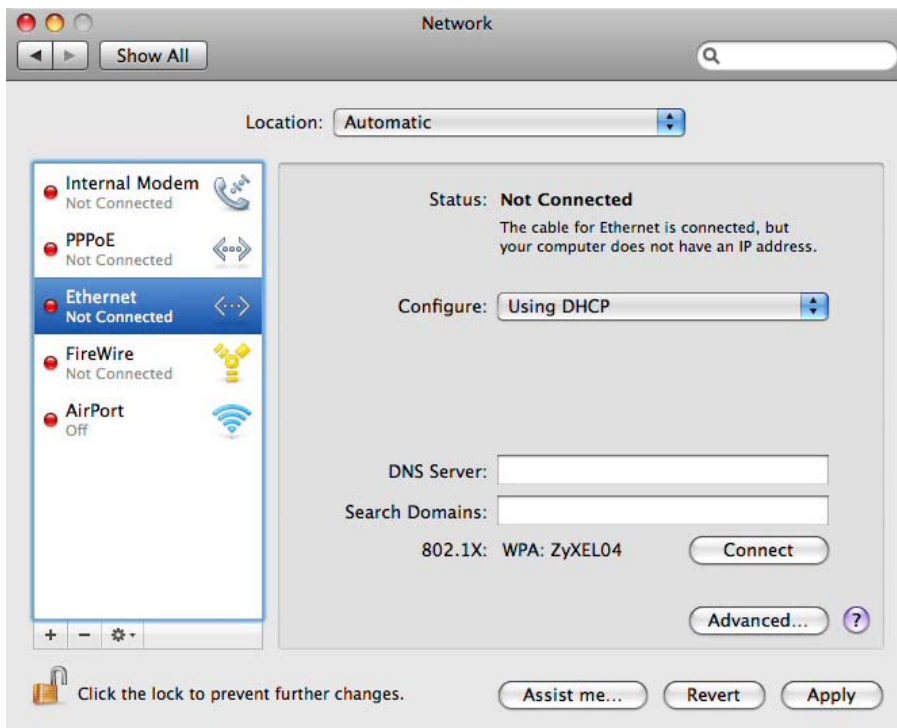 Network
Show All
Location: Automatic
Internal Modem
Not Connected
PPPoE
Not Connected
Ethernet
Not Connected
FireWire
Not Connected
AirPort
Off
Status: Not Connected
The cable for Ethernet is connected, but
your computer does not have an IP address.
Configure: Using DHCP
DNS Server:
Search Domains:
802.1X: WPA: ZyXEL04 Connect
Advanced... ?
+ −
Click the lock to prevent further changes.
Assist me... Revert Apply